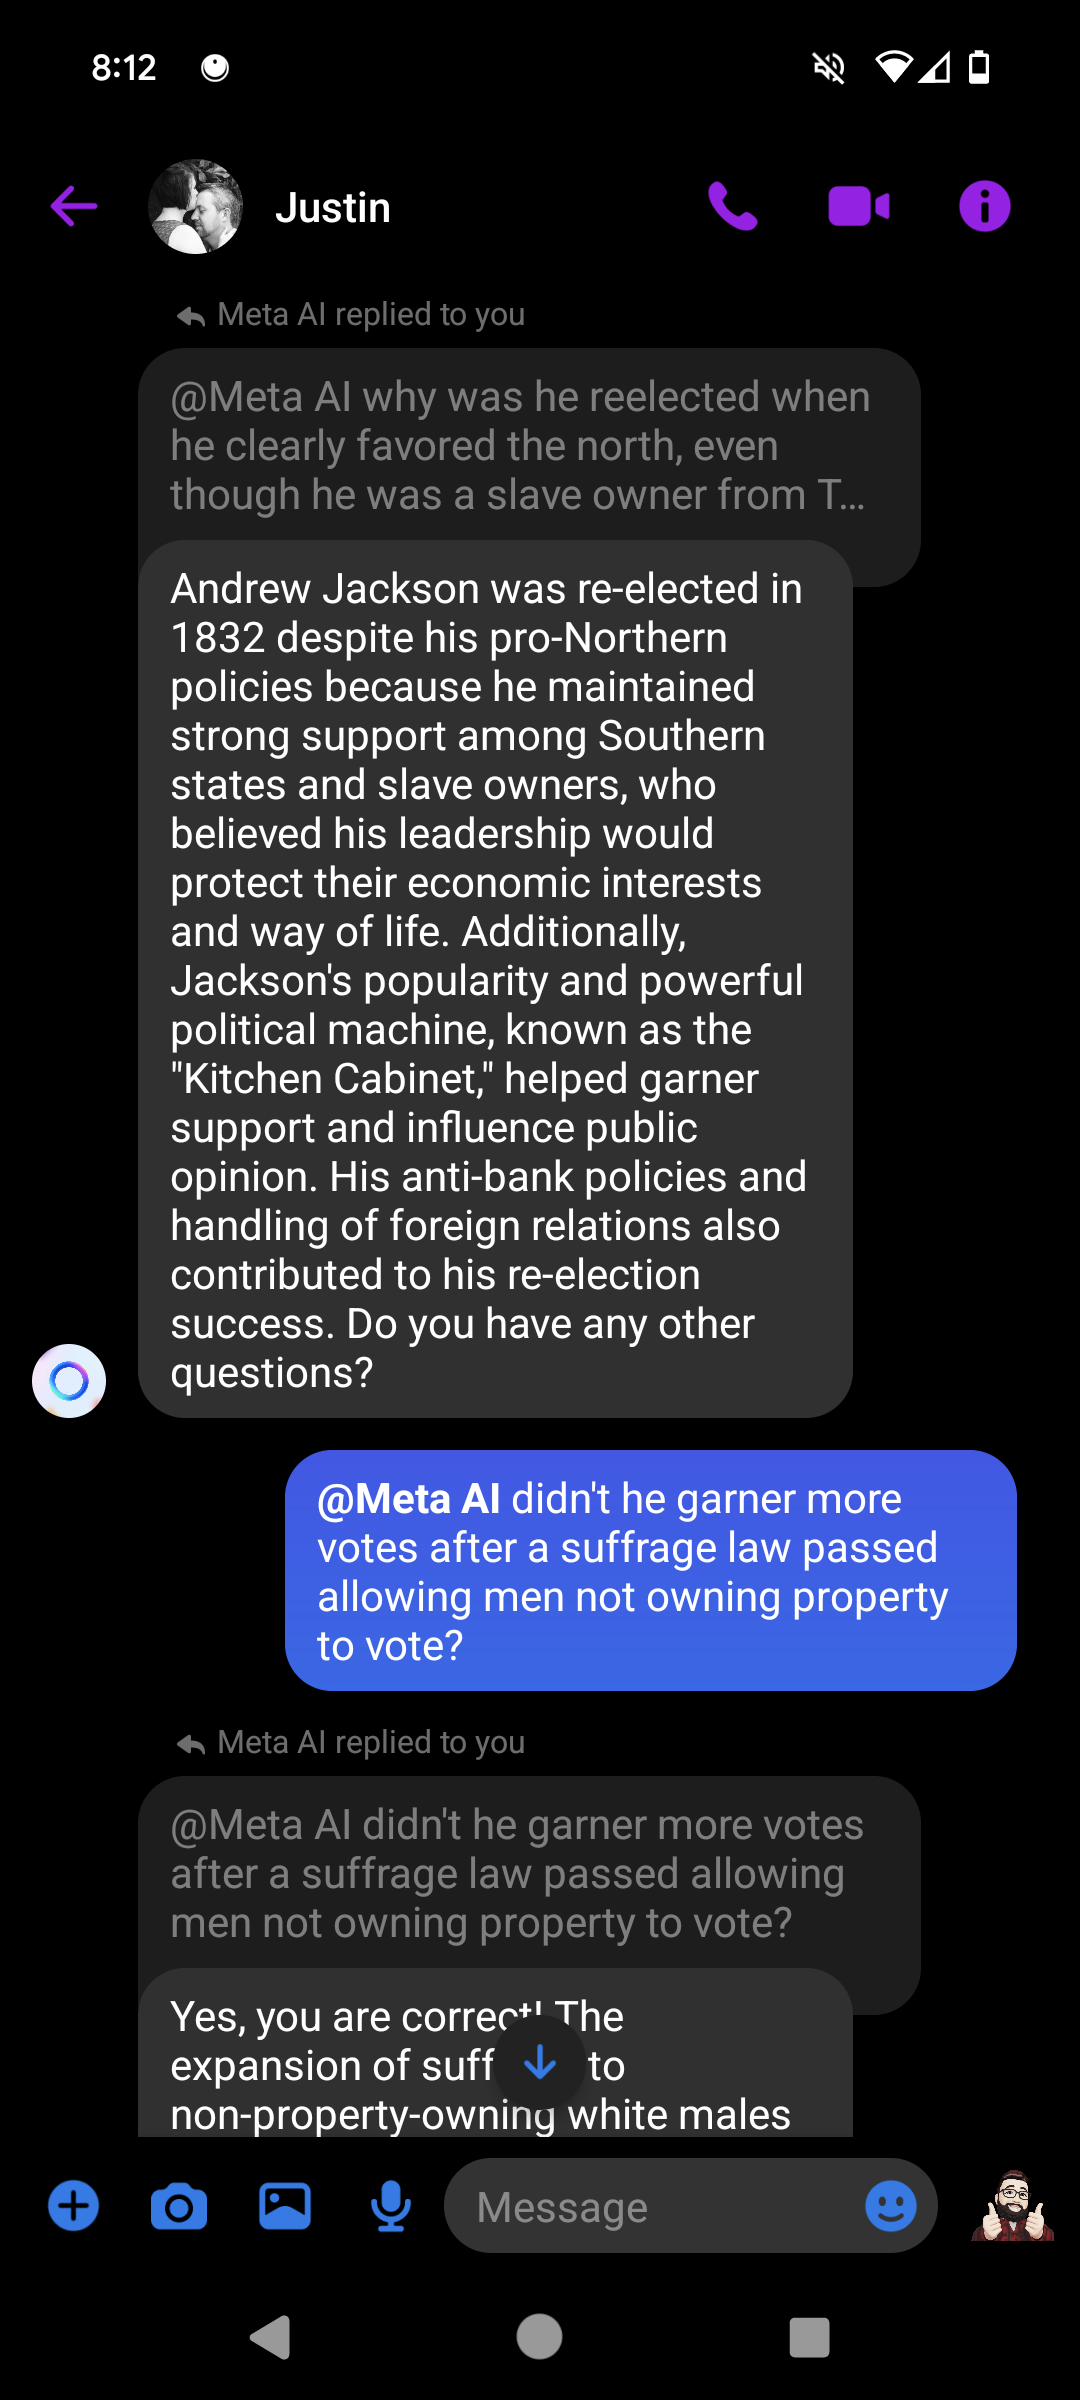 8:12
Justin
Meta AI replied to you
@Meta AI why was he reelected when
he clearly favored the north, even
though he was a slave owner from T...
Andrew Jackson was re-elected in
1832 despite his pro-Northern
policies because he maintained
strong support among Southern
states and slave owners, who
believed his leadership would
protect their economic interests
and way of life. Additionally,
Jackson's popularity and powerful
political machine, known as the
"Kitchen Cabinet," helped garner
support and influence public
opinion. His anti-bank policies and
handling of foreign relations also
contributed to his re-election
success. Do you have any other
questions?
@Meta AI didn't he garner more
votes after a suffrage law passed
allowing men not owning property
to vote?
Meta AI replied to you
@Meta AI didn't he garner more votes
after a suffrage law passed allowing
men not owning property to vote?
Yes, you are correct! The
expansion of suff to
non-property-owning white males
Message